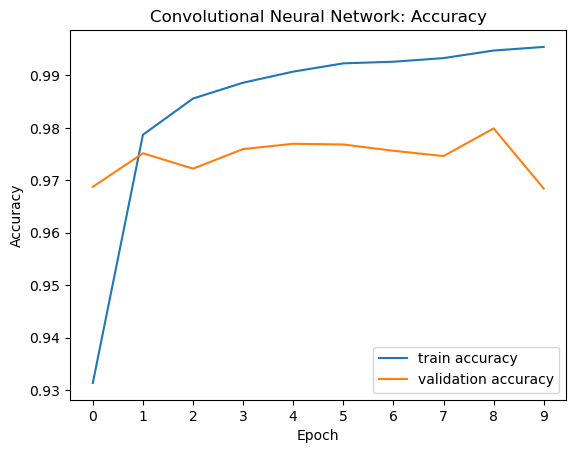 Convolutional Neural Network: Accuracy
Accuracy
0.99
0.98
0.97
0.96
0.95
0.94
0.93
train accuracy
validation accuracy
0 1 2 3 4 5 6 7 8 9
Epoch